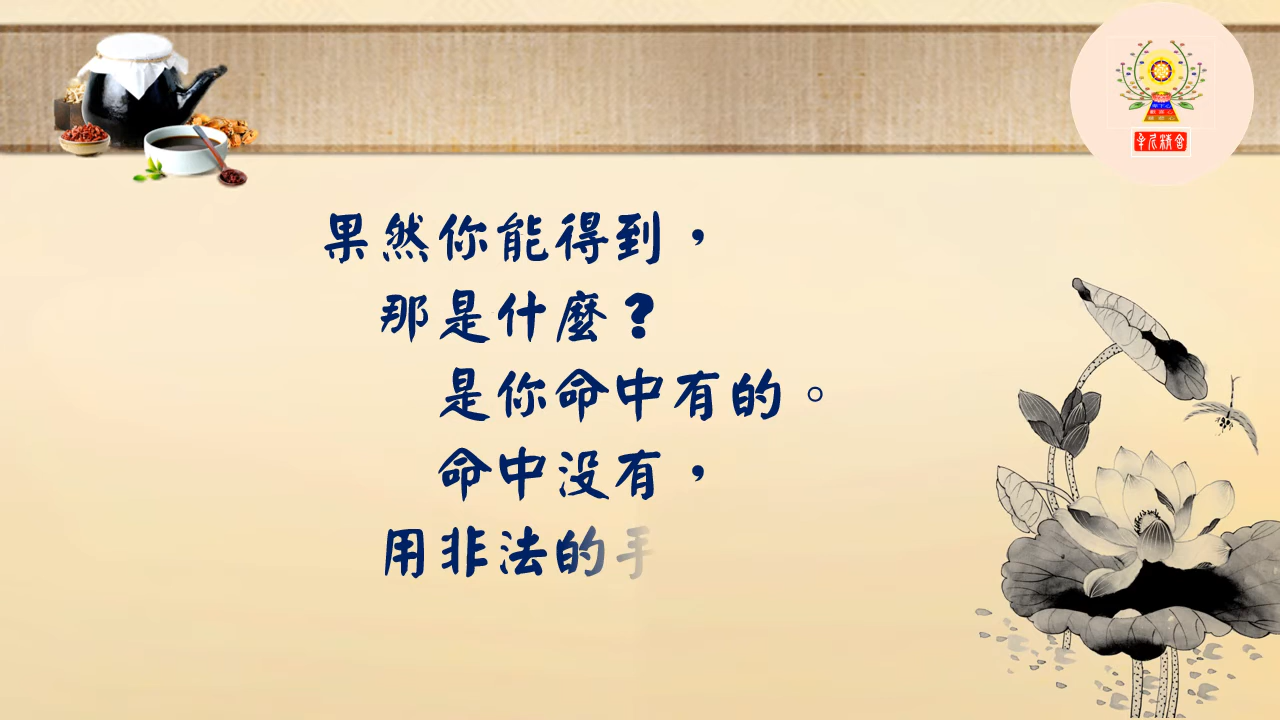 果然你能得到，
那是什麼？
是你命中有的。
命中没有，
用非法的手